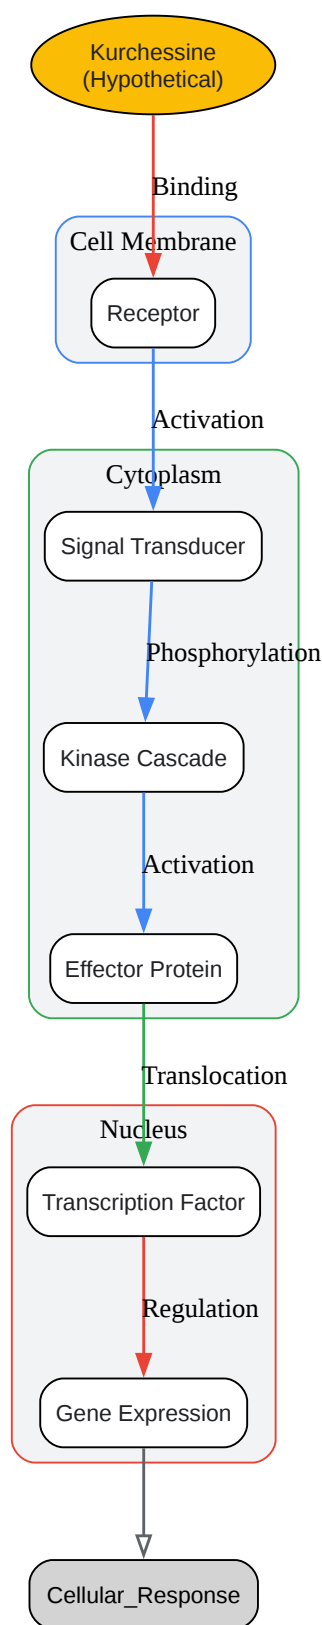 Kurchessine
(Hypothetical)
Binding
Cell Membrane
Receptor
Activation
Cytoplasm
Signal Transducer
Phosphorylation
Kinase Cascade
Activation
Effector Protein
Translocation
Nucleus
Transcription Factor
Regulation
Gene Expression
Cellular_Response